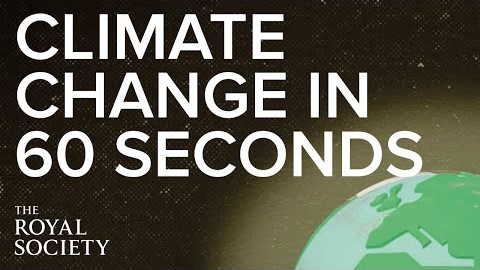 CLIMATE
CHANGE IN
60 SECONDS
THE
ROYAL
SOCIETY